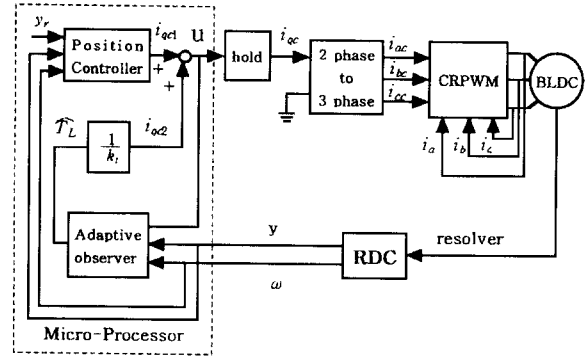 y_r
Position
Controller
i_qc1
u
+
+
hold
i_qc
2 phase
to
3 phase
i_ac
i_bc
i_cc
CRPWM
BLDC
i_a
i_b
i_c
T̂_L
1
k_t
i_qc2
Adaptive
observer
y
ω
RDC
resolver
Micro-Processor